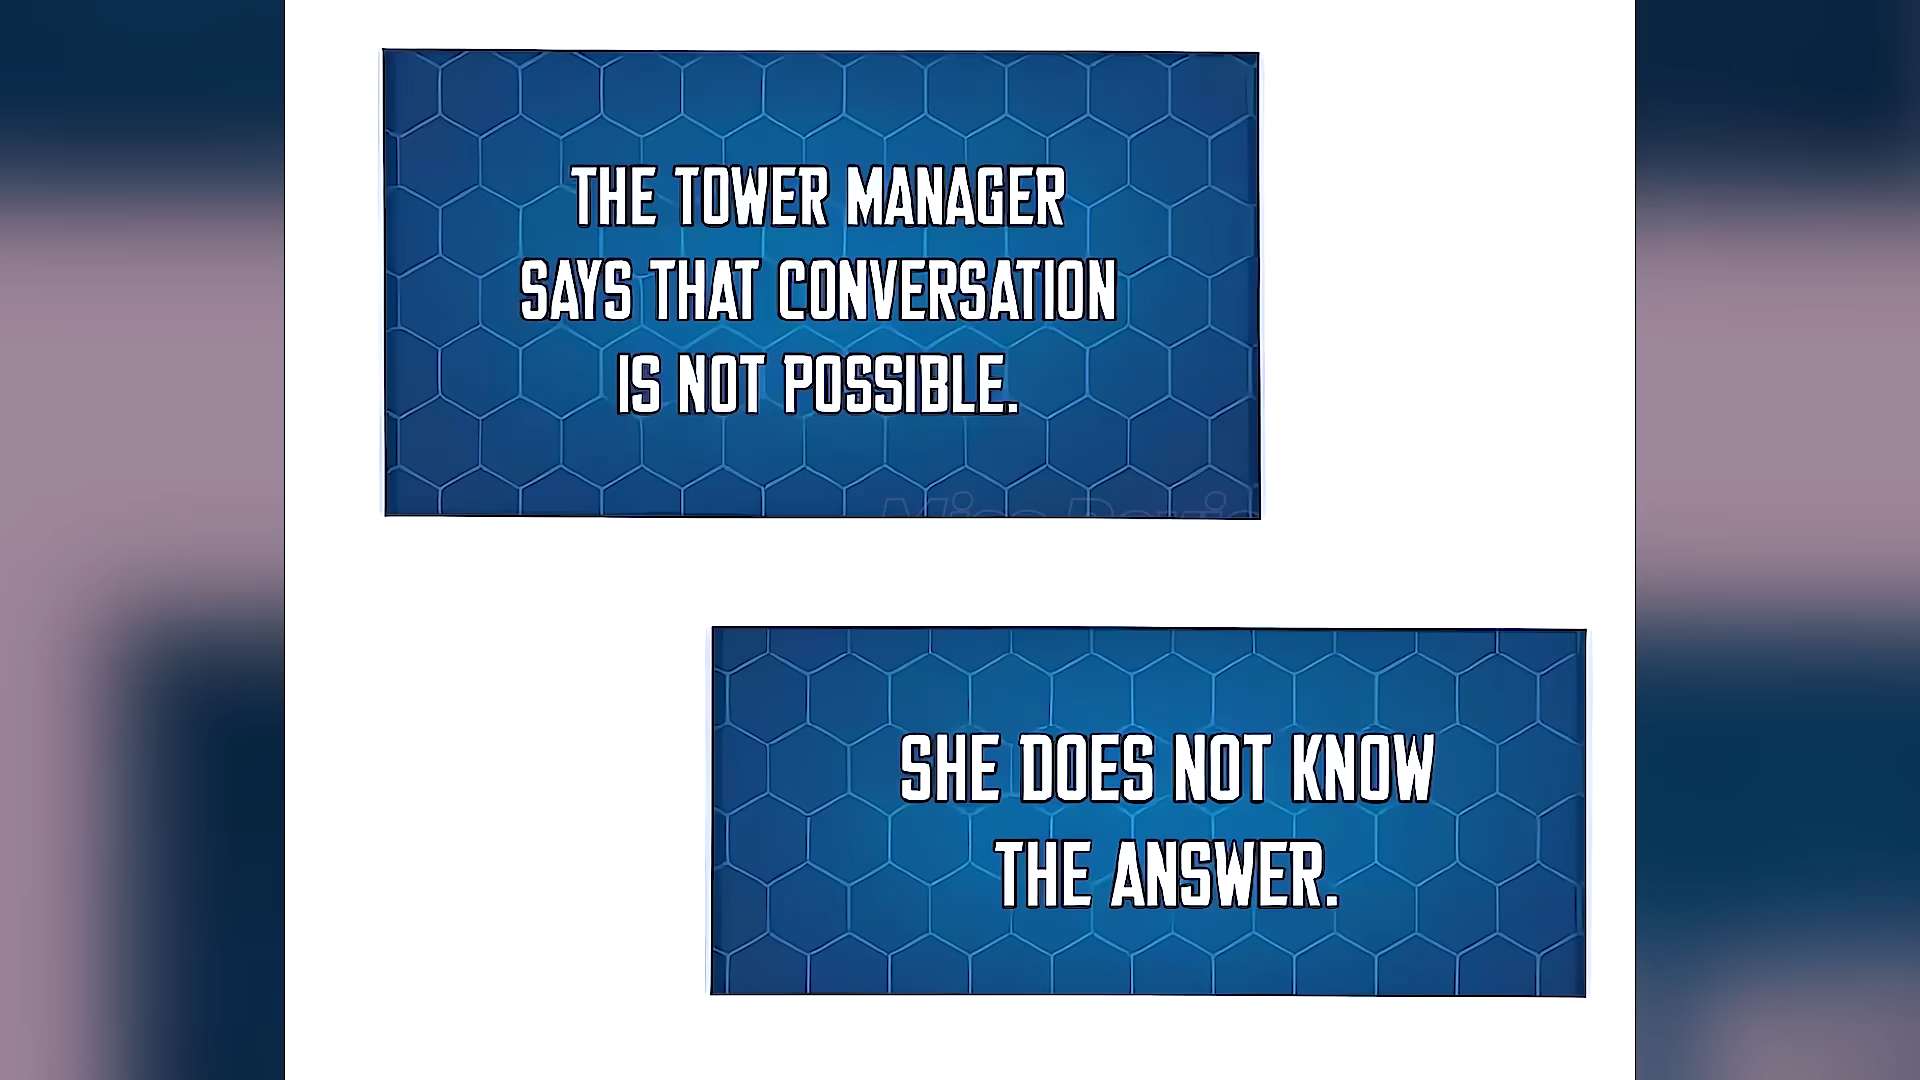 THE TOWER MANAGER
SAYS THAT CONVERSATION
IS NOT POSSIBLE.
SHE DOES NOT KNOW
THE ANSWER.